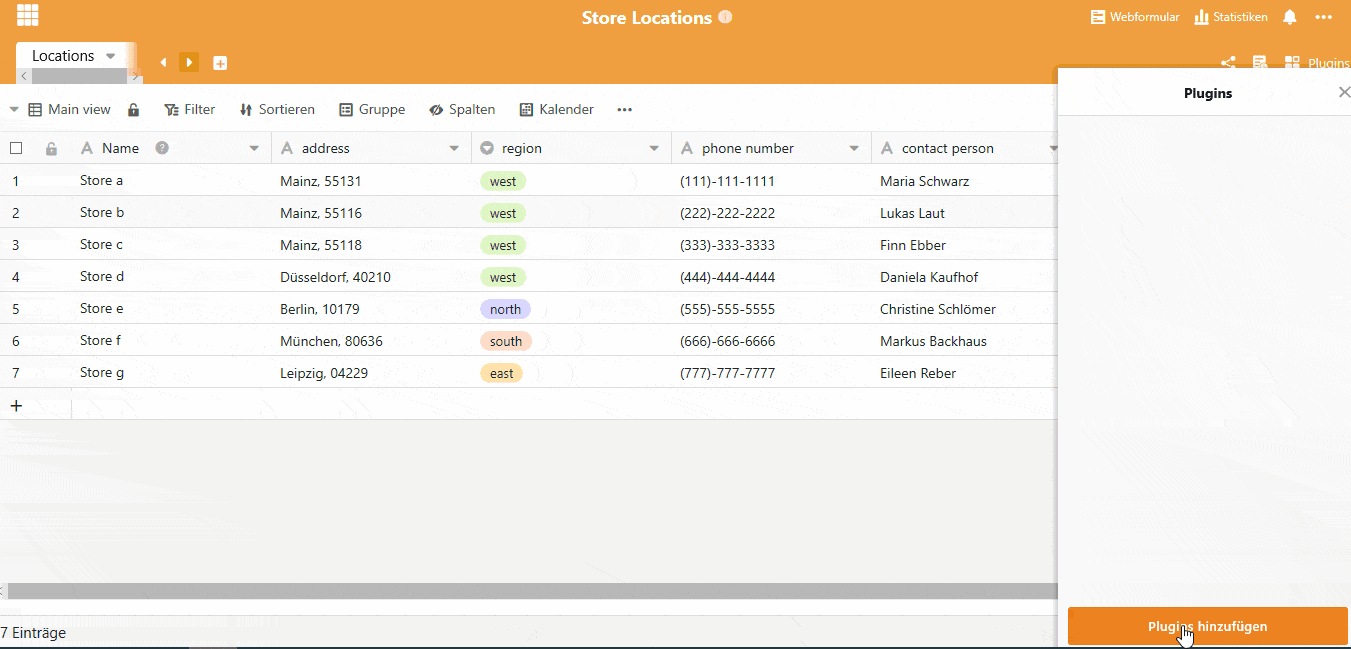 Store Locations
Webformular Statistiken
Locations
Plugins
Main view Filter Sortieren Gruppe Spalten Kalender
Plugins
Name address region phone number contact person
1 Store a Mainz, 55131 west (111)-111-1111 Maria Schwarz
2 Store b Mainz, 55116 west (222)-222-2222 Lukas Laut
3 Store c Mainz, 55118 west (333)-333-3333 Finn Ebber
4 Store d Düsseldorf, 40210 west (444)-444-4444 Daniela Kaufhof
5 Store e Berlin, 10179 north (555)-555-5555 Christine Schlömer
6 Store f München, 80636 south (666)-666-6666 Markus Backhaus
7 Store g Leipzig, 04229 east (777)-777-7777 Eileen Reber
7 Einträge
Plugins hinzufügen